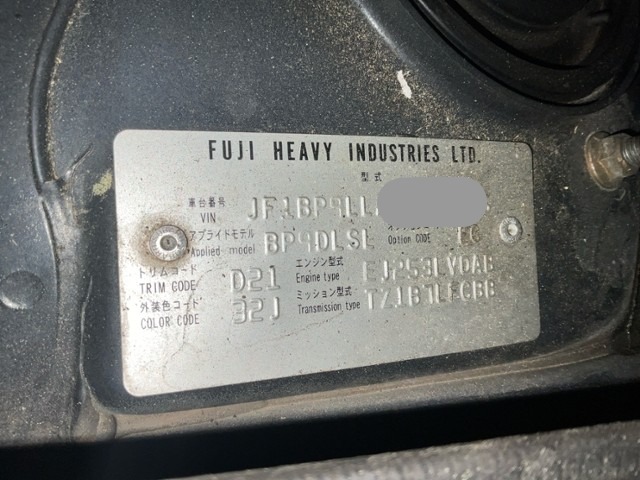 FUJI HEAVY INDUSTRIES LTD.
型式
車台番号
VIN JF1BP9LL
アプライドモデル
Applied model BP9DLSL
Option CODE EC
トリムコード
TRIM CODE D21
エンジン型式
Engine type EJ253LVDAB
外装色コード
COLOR CODE 32J
ミッション型式
Transmission type